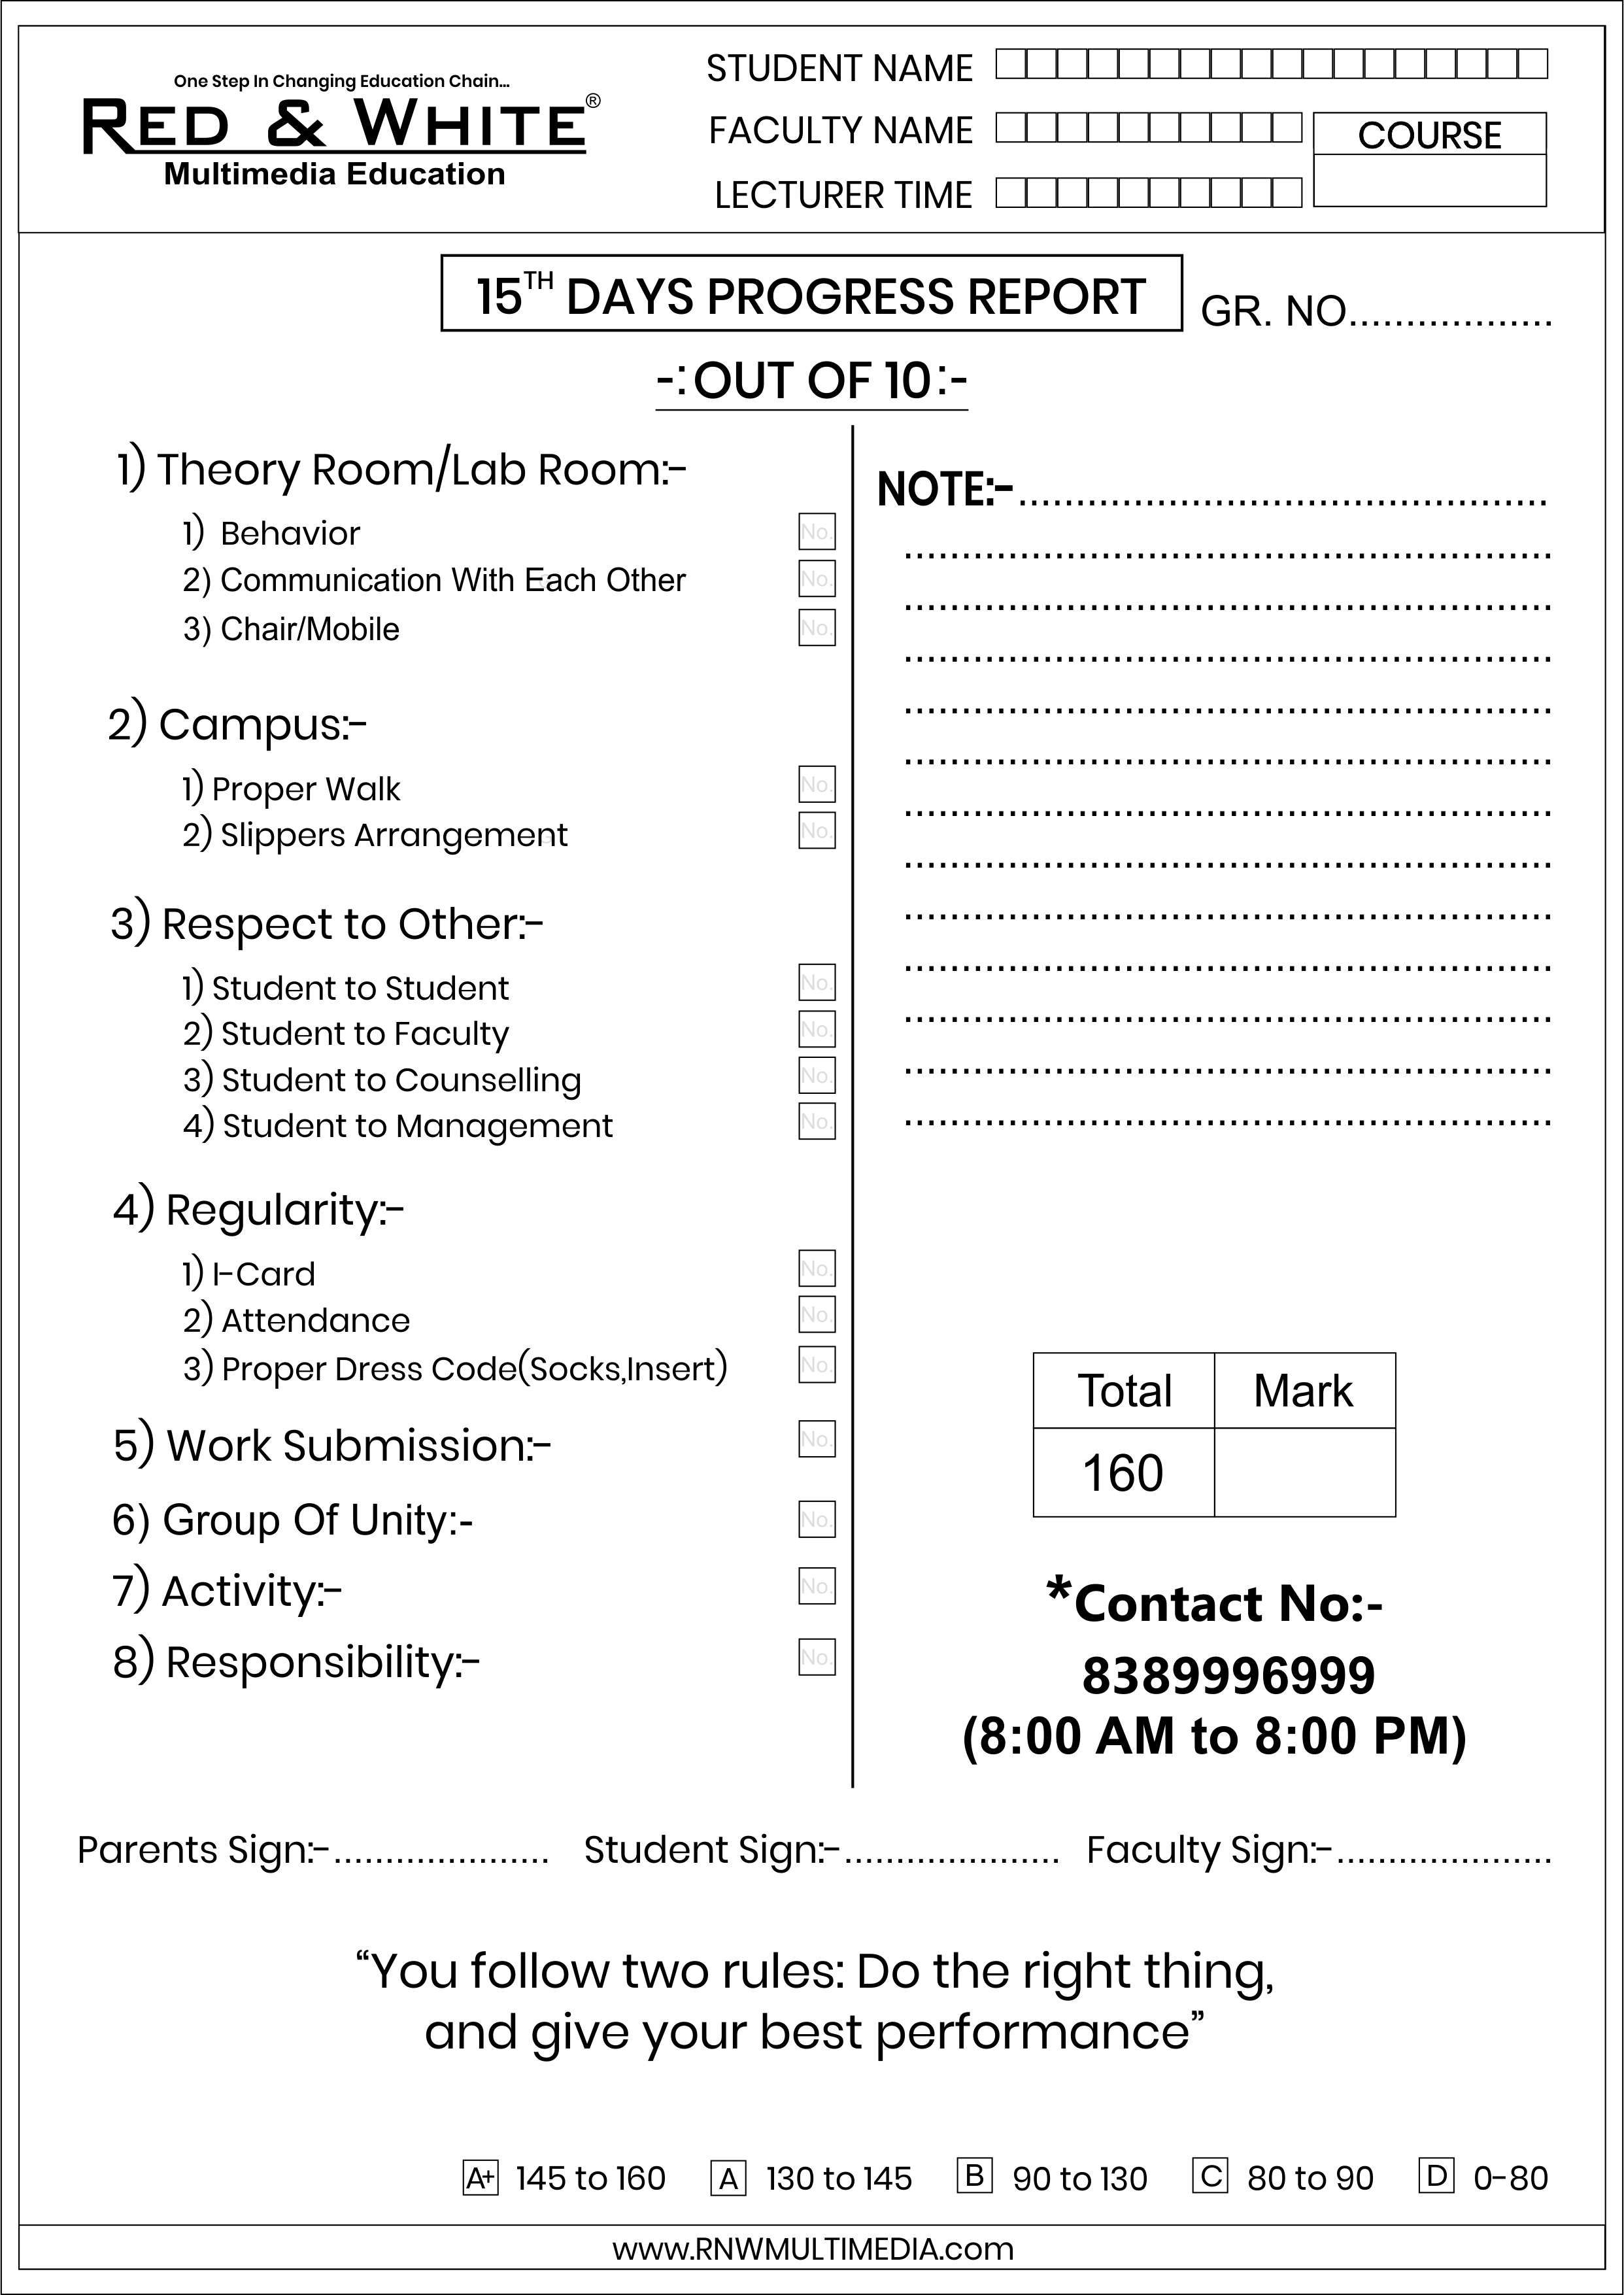 One Step In Changing Education Chain...
RED & WHITE®
Multimedia Education
STUDENT NAME
FACULTY NAME
LECTURER TIME
COURSE
15TH DAYS PROGRESS REPORT
GR. NO..................
-:OUT OF 10:-
1) Theory Room/Lab Room:-
1) Behavior No.
2) Communication With Each Other No.
3) Chair/Mobile No.
2) Campus:-
1) Proper Walk No.
2) Slippers Arrangement No.
3) Respect to Other:-
1) Student to Student No.
2) Student to Faculty No.
3) Student to Counselling No.
4) Student to Management No.
4) Regularity:-
1) I-Card No.
2) Attendance No.
3) Proper Dress Code(Socks,Insert) No.
5) Work Submission:- No.
6) Group Of Unity:- No.
7) Activity:- No.
8) Responsibility:- No.
NOTE:-
Total Mark
160
*Contact No:-
8389996999
(8:00 AM to 8:00 PM)
Parents Sign:-..................... Student Sign:-..................... Faculty Sign:-.....................
“You follow two rules: Do the right thing,
and give your best performance”
A+ 145 to 160 A 130 to 145 B 90 to 130 C 80 to 90 D 0-80
www.RNWMULTIMEDIA.com